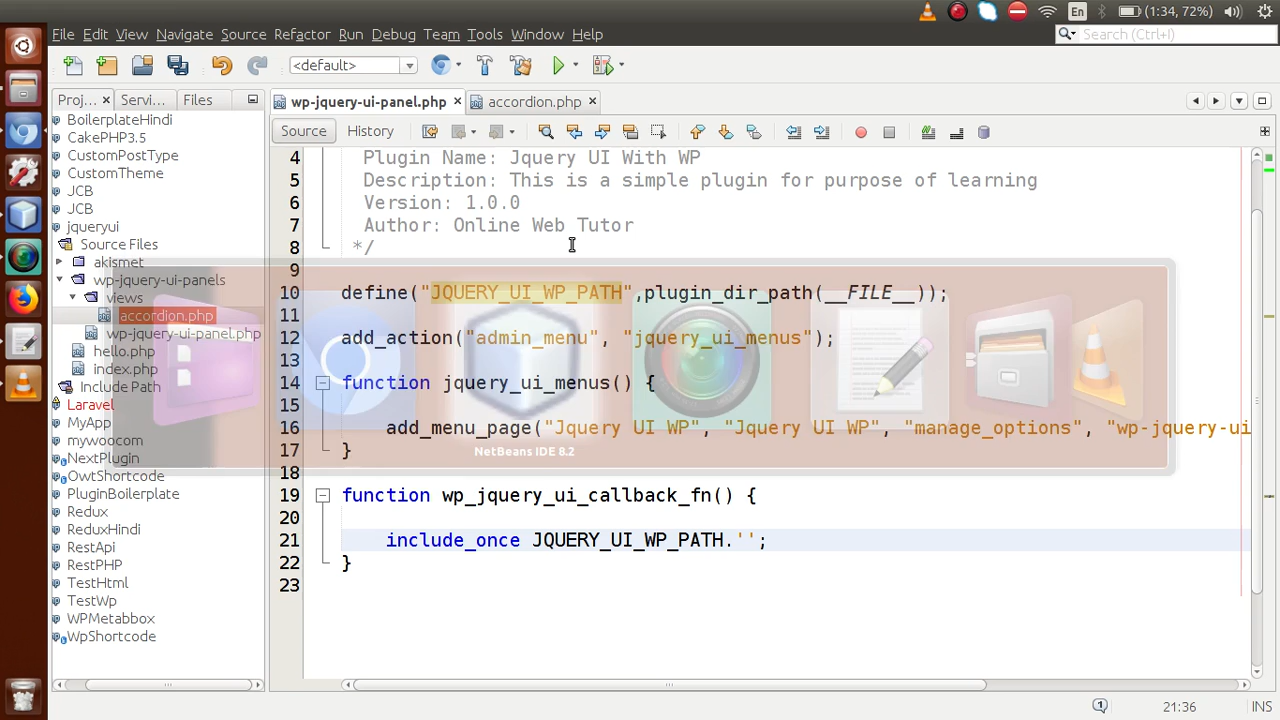 En
(1:34, 72%)
File Edit View Navigate Source Refactor Run Debug Team Tools Window Help
Search (Ctrl+I)
<default>
Proj...
Servi...
Files
wp-jquery-ui-panel.php
accordion.php
Source
History
BoilerplateHindi
CakePHP3.5
CustomPostType
CustomTheme
JCB
JCB
jqueryui
Source Files
akismet
wp-jquery-ui-panels
views
accordion.php
wp-jquery-ui-panel.php
hello.php
index.php
Include Path
Laravel
MyApp
mywoocom
NextPlugin
OwtShortcode
PluginBoilerplate
Redux
ReduxHindi
RestApi
RestPHP
TestHtml
TestWp
WPMetabbox
WpShortcode
4 Plugin Name: Jquery UI With WP
5 Description: This is a simple plugin for purpose of learning
6 Version: 1.0.0
7 Author: Online Web Tutor
8 */
9
10 define("JQUERY_UI_WP_PATH",plugin_dir_path(__FILE__));
11
12 add_action("admin_menu", "jquery_ui_menus");
13
14 function jquery_ui_menus() {
15
16 add_menu_page("Jquery UI WP", "Jquery UI WP", "manage_options", "wp-jquery-ui
NetBeans IDE 8.2
17 }
18
19 function wp_jquery_ui_callback_fn() {
20
21 include_once JQUERY_UI_WP_PATH.'';
22 }
23
21:36
INS